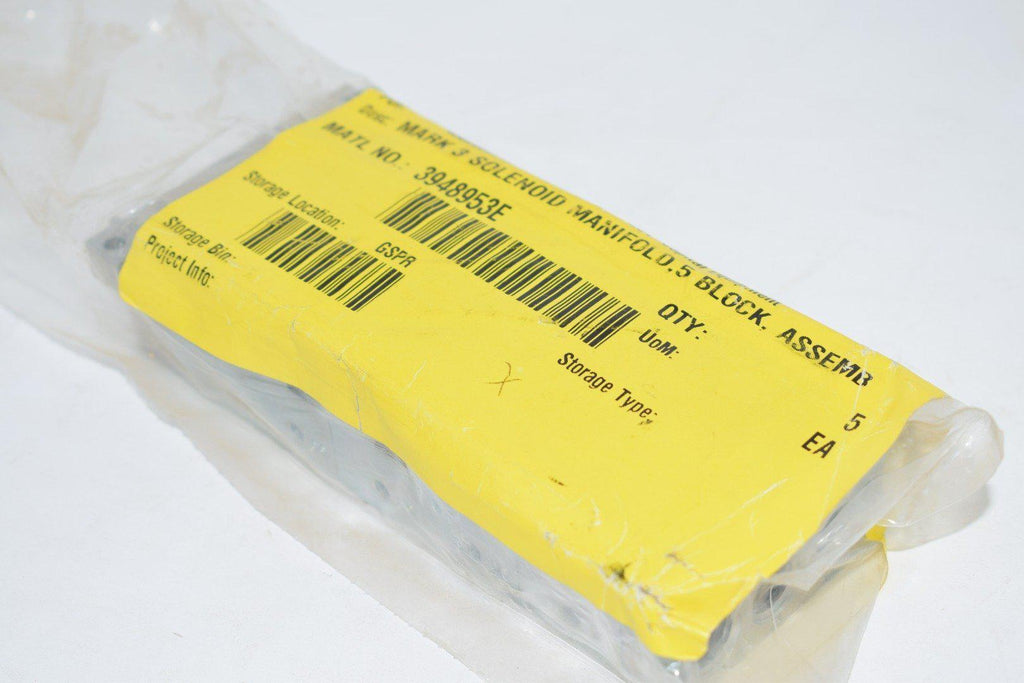 Desc: MARK 3 SOLENOID MANIFOLD.5 BLOCK, ASSEMB
MATL NO.: 3948953E
QTY: 5
UoM: EA
Storage Location: GSPR
Storage Type:
Storage Bin:
Project Info:
X